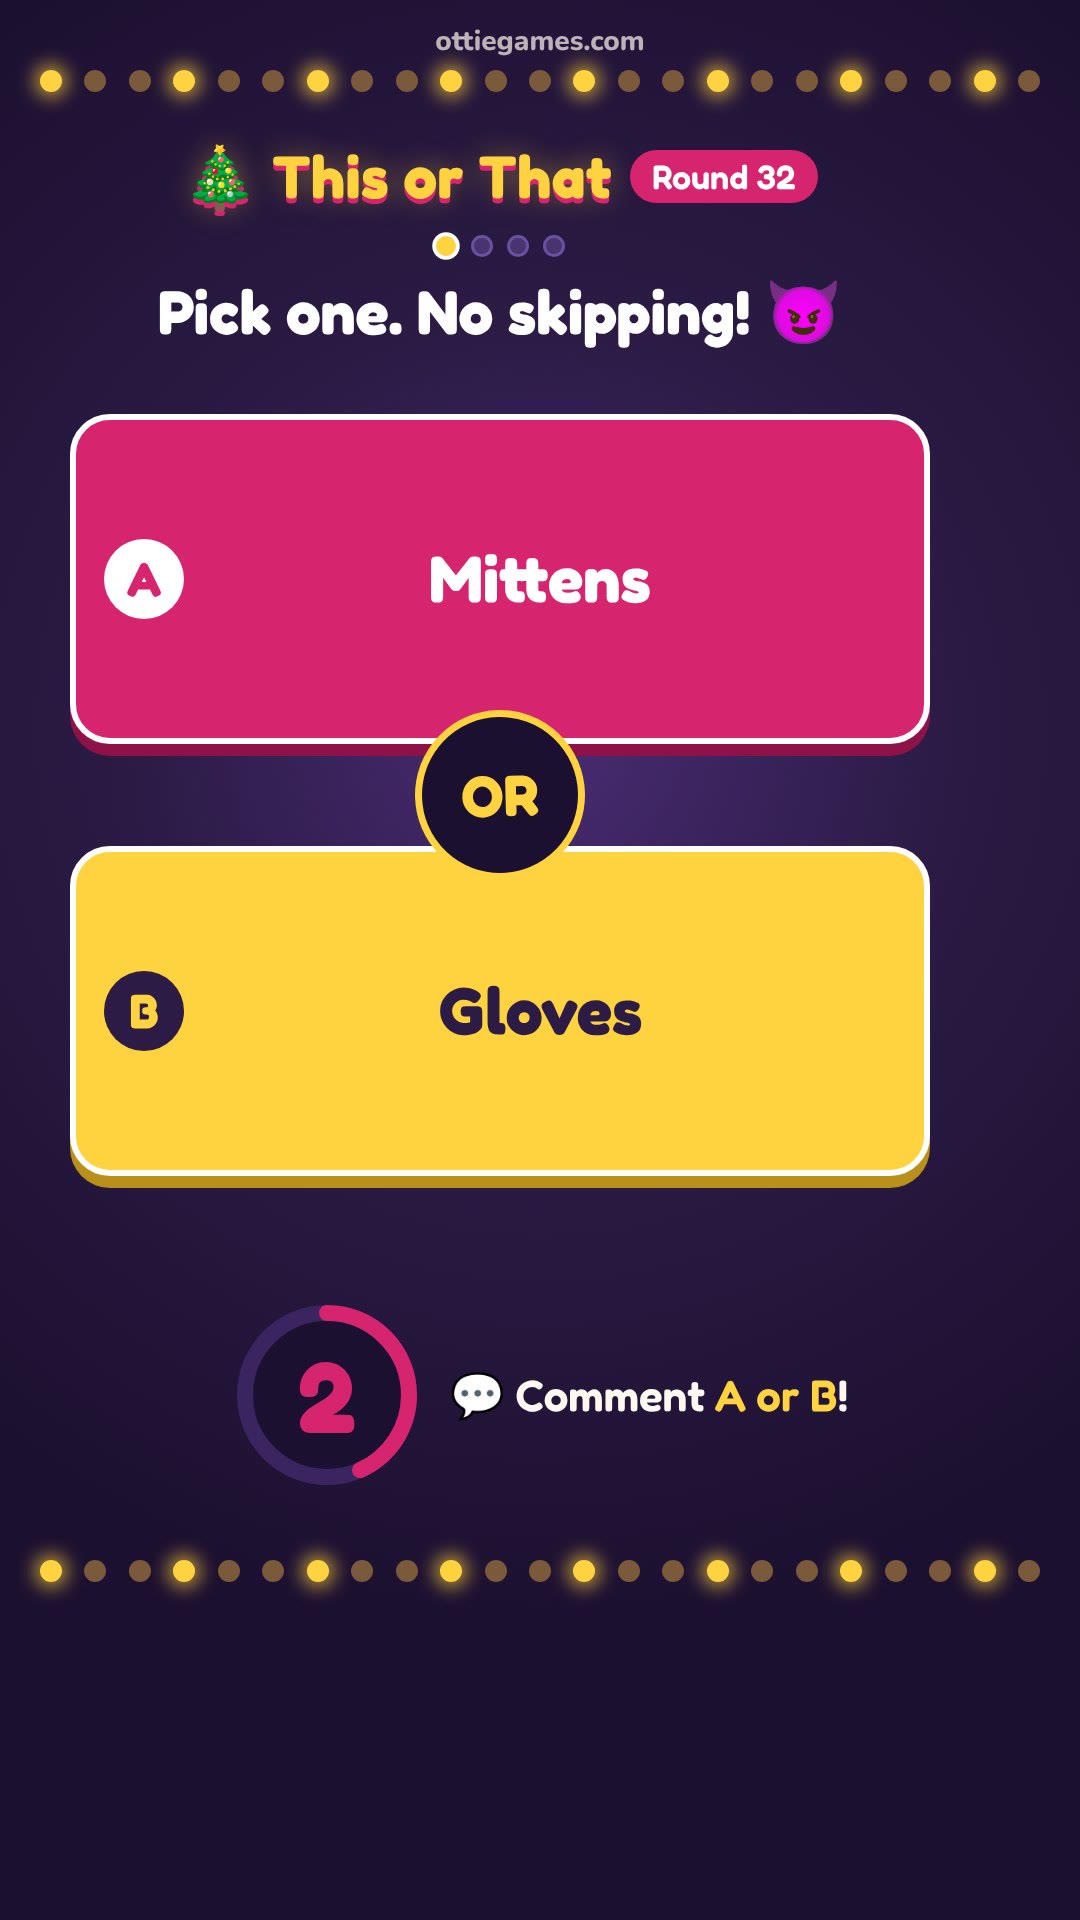 ottiegames.com
🎄 This or That Round 32
Pick one. No skipping! 😈
A Mittens
OR
B Gloves
2 💬 Comment A or B!